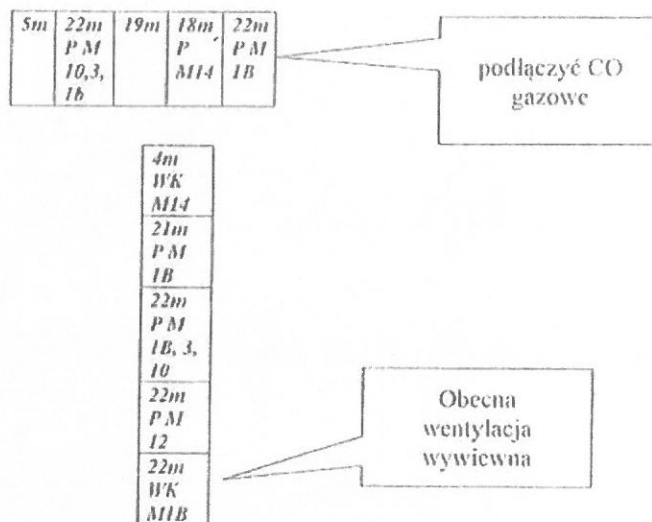 5m
22m
P M
10,3,
1b
19m
18m
P
M14
22m
P M
1B
podłączyć CO
gazowe
4m
WK
M14
21m
P M
1B
22m
P M
1B, 3,
10
22m
P M
12
22m
WK
M1B
Obecna
wentylacja
wywiewna